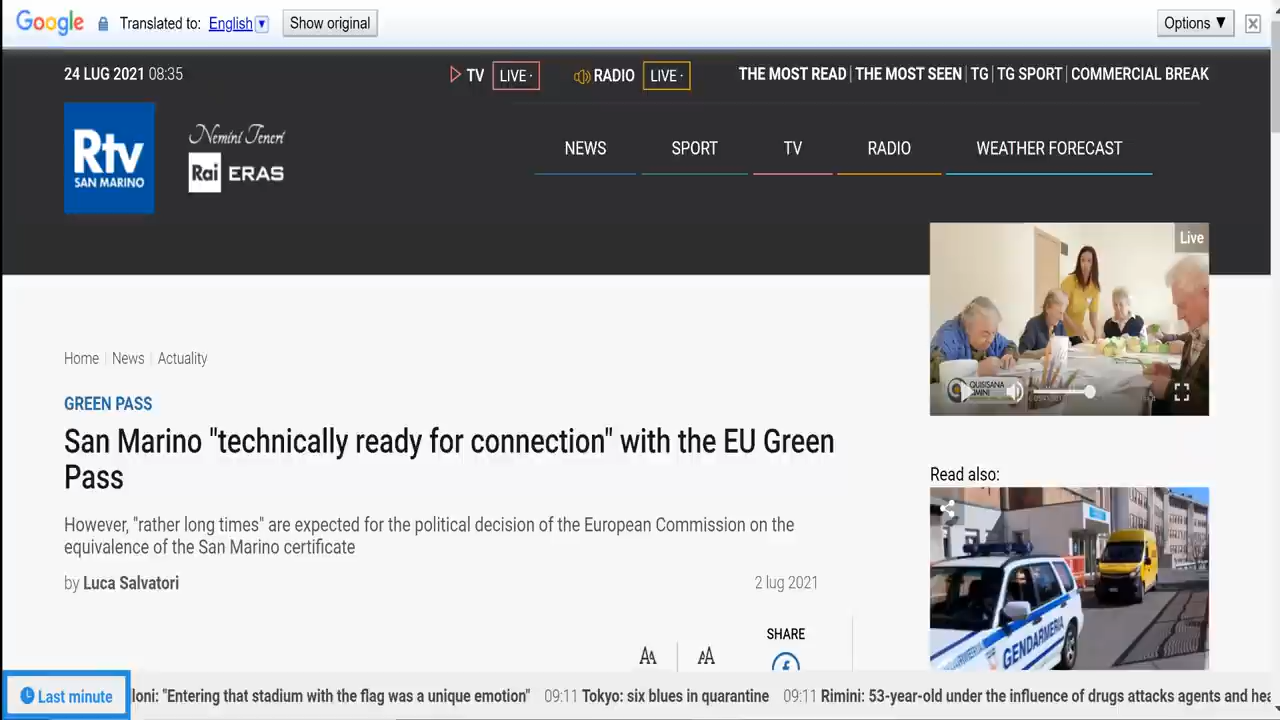 Google Translated to: English Show original Options
24 LUG 2021 08:35 TV LIVE · RADIO LIVE · THE MOST READ | THE MOST SEEN | TG | TG SPORT | COMMERCIAL BREAK
Rtv
SAN MARINO
Nemini Teneri
Rai ERAS
NEWS SPORT TV RADIO WEATHER FORECAST
Live
QUISISANA
Home | News | Actuality
GREEN PASS
San Marino "technically ready for connection" with the EU Green
Pass
However, "rather long times" are expected for the political decision of the European Commission on the
equivalence of the San Marino certificate
by Luca Salvatori 2 lug 2021
Read also:
GENDARMERIA
SHARE
AA AA
Last minute loni: "Entering that stadium with the flag was a unique emotion" 09:11 Tokyo: six blues in quarantine 09:11 Rimini: 53-year-old under the influence of drugs attacks agents and hea